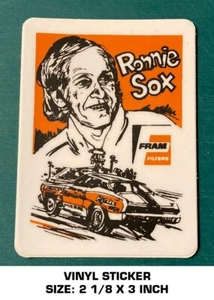 Ronnie
Sox
FRAM
FILTERS
VINYL STICKER
SIZE: 2 1/8 X 3 INCH